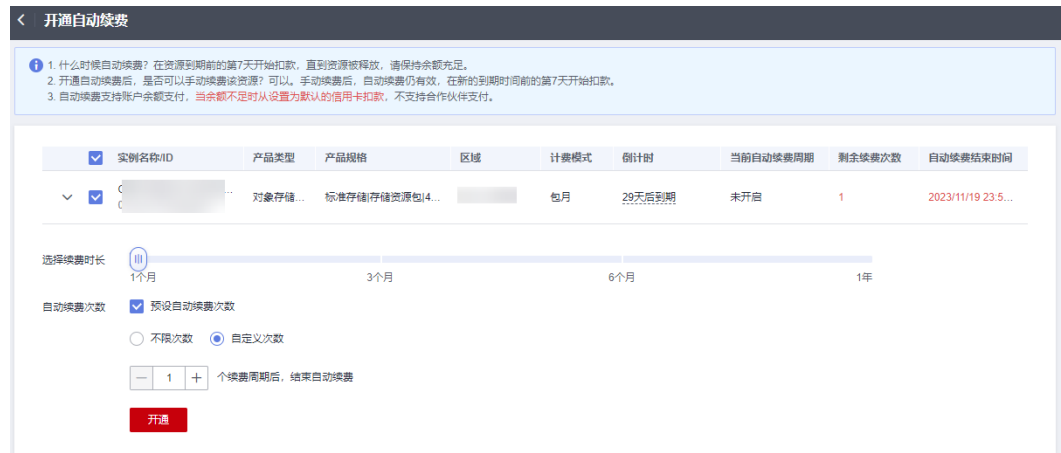 开通自动续费
1. 什么时候自动续费？在资源到期前的第7天开始扣款，直到资源被释放，请保持余额充足。
2. 开通自动续费后，是否可以手动续费该资源？可以。手动续费后，自动续费仍有效，在新的到期时间前的第7天开始扣款。
3. 自动续费支持账户余额支付，当余额不足时从设置为默认的信用卡扣款，不支持合作伙伴支付。
实例名称/ID 产品类型 产品规格 区域 计费模式 倒计时 当前自动续费周期 剩余续费次数 自动续费结束时间
对象存储... 标准存储|存储资源包|4... 包月 29天后到期 未开启 1 2023/11/19 23:5...
选择续费时长
1个月 3个月 6个月 1年
自动续费次数 预设自动续费次数
不限次数 自定义次数
1 个续费周期后，结束自动续费
开通